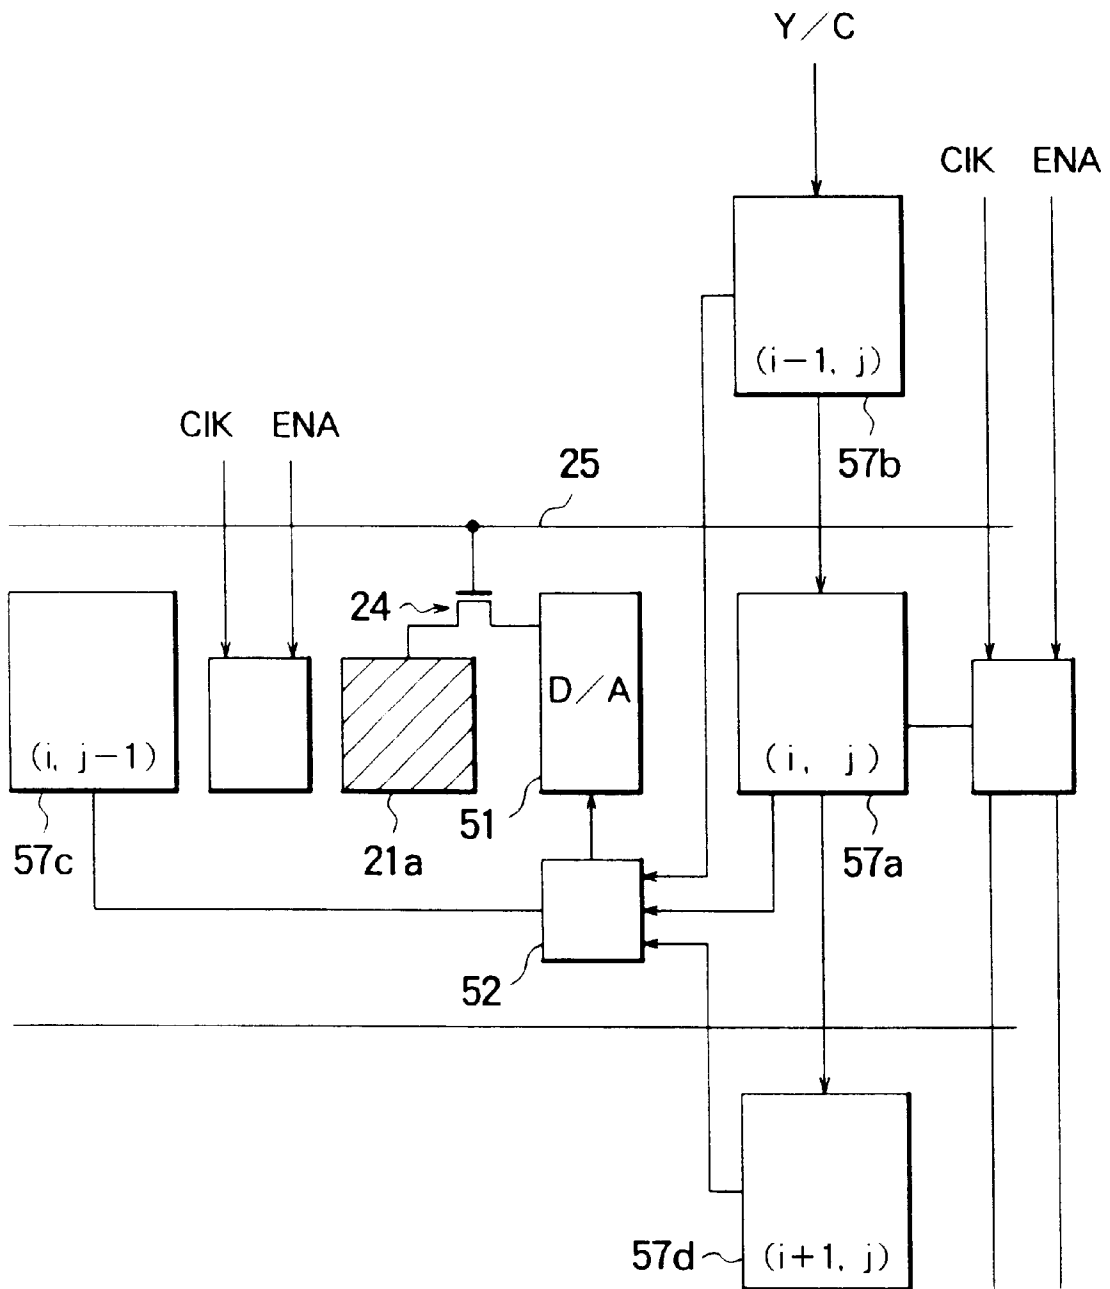 Y/C
CIK ENA
(i-1, j)
CIK ENA
57b
25
24
D/A
(i, j-1)
(i, j)
51
57c
21a
57a
52
57d
(i+1, j)